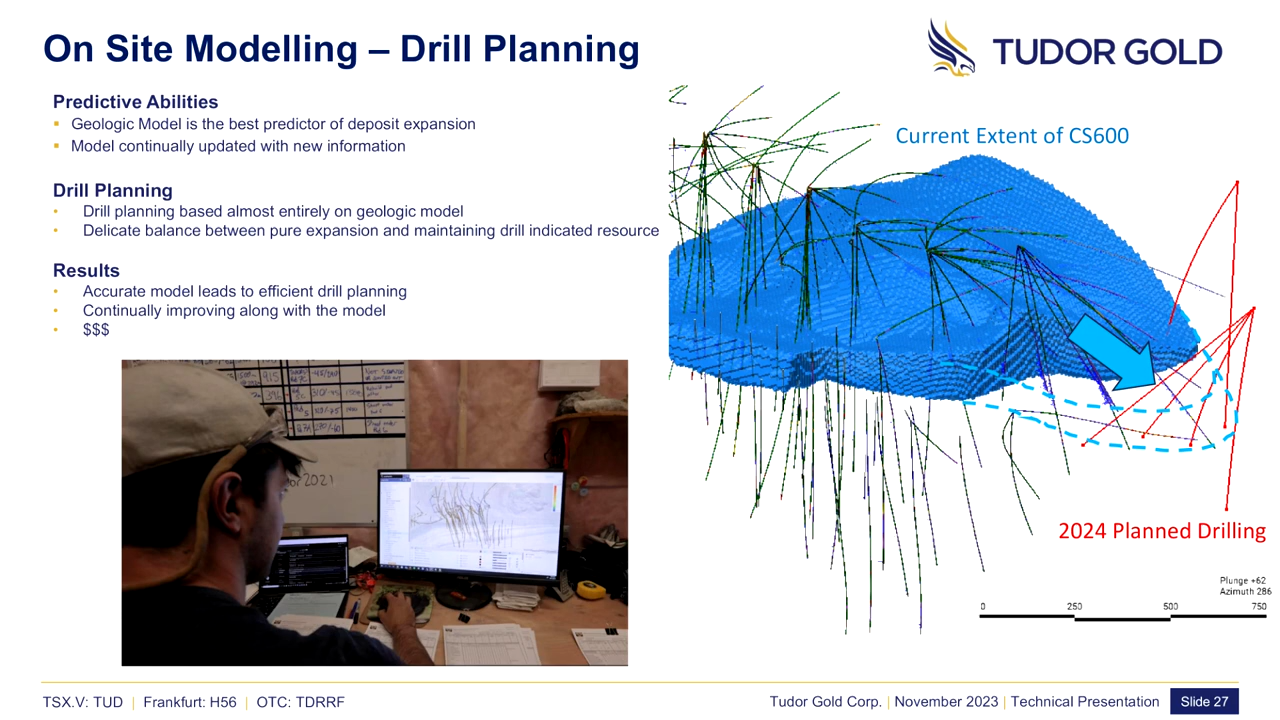 On Site Modelling – Drill Planning
TUDOR GOLD
Predictive Abilities
▪ Geologic Model is the best predictor of deposit expansion
▪ Model continually updated with new information
Drill Planning
• Drill planning based almost entirely on geologic model
• Delicate balance between pure expansion and maintaining drill indicated resource
Results
• Accurate model leads to efficient drill planning
• Continually improving along with the model
• $$$
Current Extent of CS600
2024 Planned Drilling
Plunge +62
Azimuth 286
0 250 500 750
915
2021
TSX.V: TUD | Frankfurt: H56 | OTC: TDRRF
Tudor Gold Corp. | November 2023 | Technical Presentation Slide 27